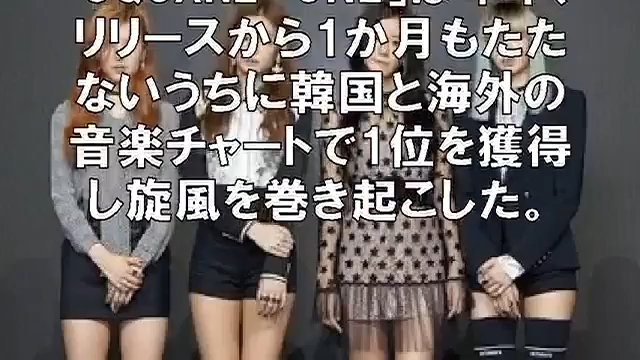 リリースから1か月もたた
ないうちに韓国と海外の
音楽チャートで1位を獲得
し旋風を巻き起こした。